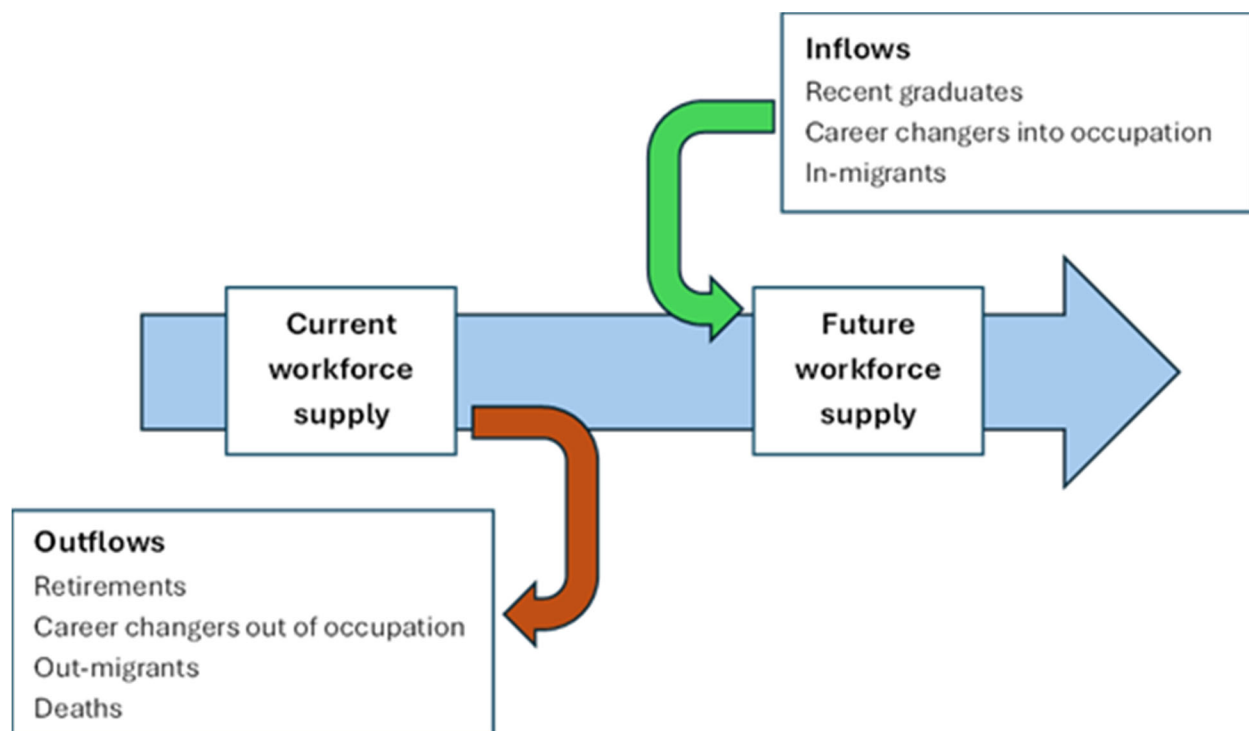 Inflows
Recent graduates
Career changers into occupation
In-migrants
Current
workforce
supply
Future
workforce
supply
Outflows
Retirements
Career changers out of occupation
Out-migrants
Deaths